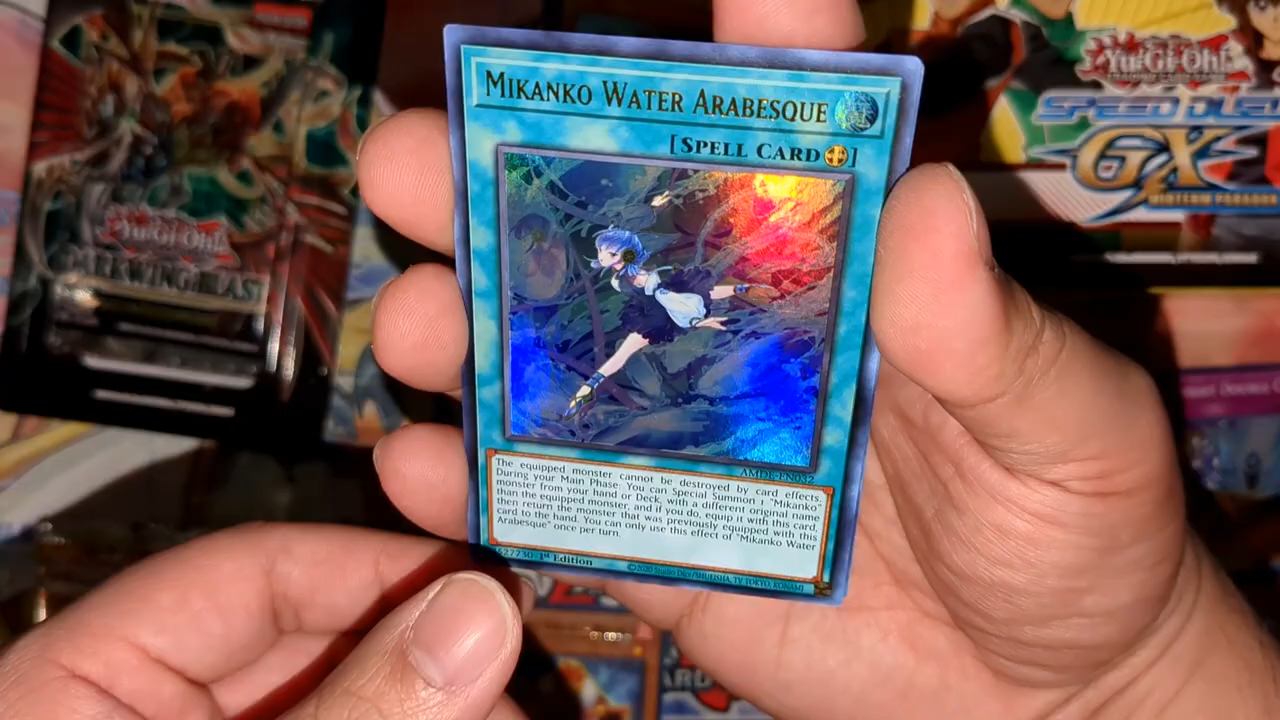 MIKANKO WATER ARABESQUE
[SPELL CARD]
AMDE-EN032
The equipped monster cannot be destroyed by card effects.
During your Main Phase: You can Special Summon 1 "Mikanko"
monster from your hand or Deck, with a different original name
than the equipped monster, and if you do, equip it with this card,
then return the monster that was previously equipped with this
card to the hand. You can only use this effect of "Mikanko Water
Arabesque" once per turn.
1st Edition
©2020 Studio Dice/SHUEISHA, TV TOKYO, KONAMI
Yu-Gi-Oh!
DARKWING BLAST
Yu-Gi-Oh!
TRADING CARD GAME
SPEED DUEL
GX
MIDTERM PARADOX